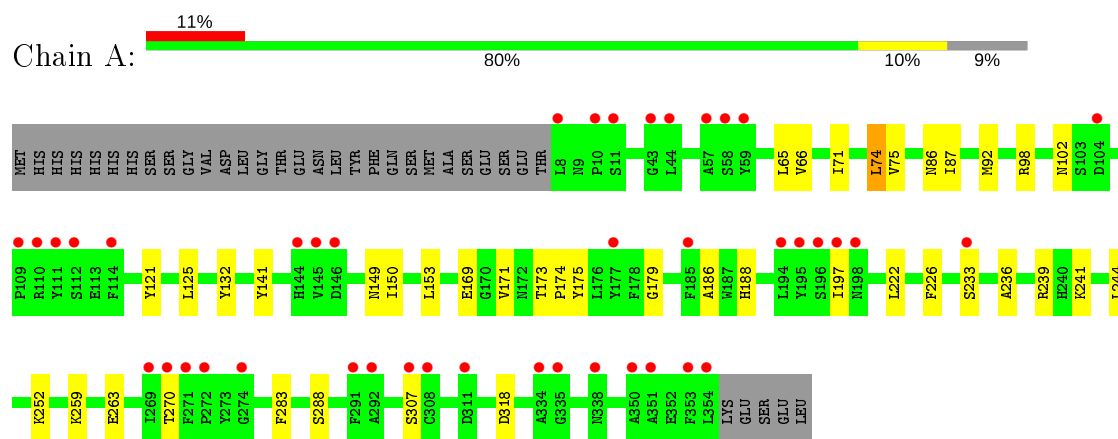 11%
Chain A:
80% 10% 9%
MET HIS HIS HIS HIS HIS HIS SER SER GLY VAL ASP LEU GLY THR GLU ASN LEU TYR PHE GLN SER MET ALA SER GLU SER GLU THR L8 N9 P10 S11 G43 L44 A57 S58 Y59 L65 V66 I71 L74 V75 N86 I87 M92 R98 N102 S103 D104
P109 R110 Y111 S112 E113 F114 Y121 L125 Y132 Y141 H144 V145 D146 N149 I150 L153 E169 G170 V171 N172 T173 P174 Y175 L176 Y177 F178 G179 F185 A186 W187 H188 L194 Y195 S196 I197 N198 L222 F226 S233 A236 R239 H240 K241 L244
K252 K259 E263 I269 T270 F271 P272 Y273 G274 F283 S288 F291 A292 S307 C308 D311 D318 A334 G335 N338 A350 A351 E352 F353 L354 LYS GLU SER GLU LEU